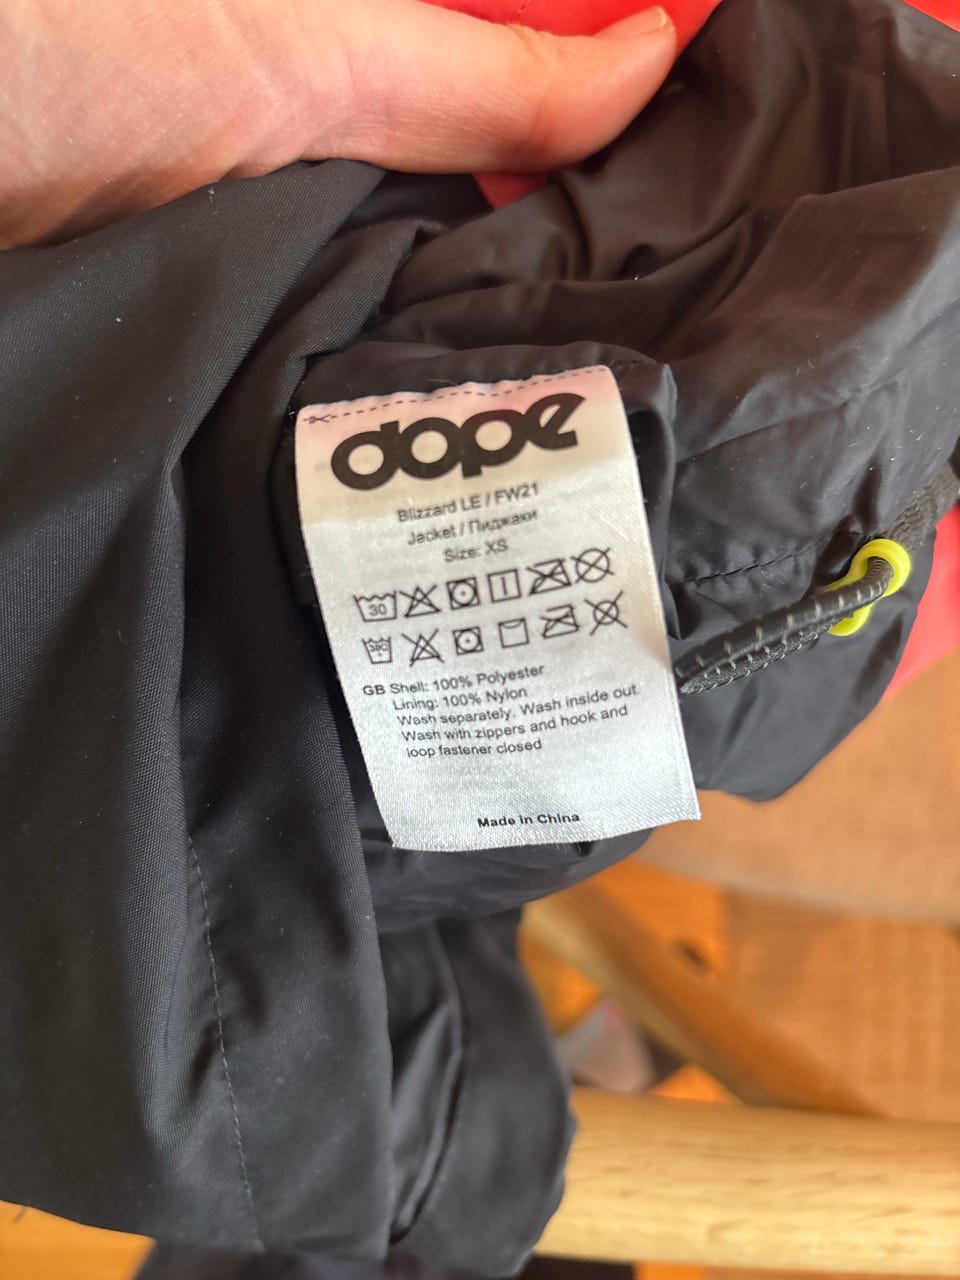 dope
Blizzard LE / FW21
Jacket / Пиджаки
Size: XS
30
30C
GB Shell: 100% Polyester
Lining: 100% Nylon
Wash separately. Wash inside out.
Wash with zippers and hook and
loop fastener closed
Made in China